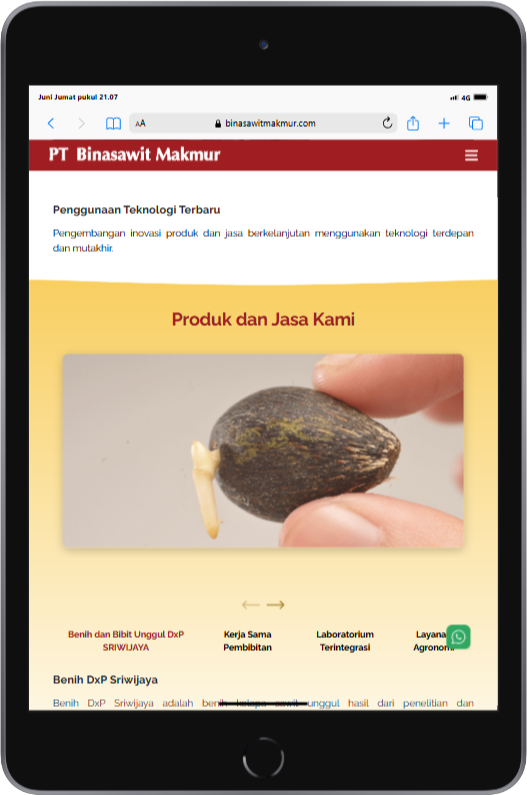 Juni Jumat pukul 21.07
4G
AA
binasawitmakmur.com
PT Binasawit Makmur
Penggunaan Teknologi Terbaru
Pengembangan inovasi produk dan jasa berkelanjutan menggunakan teknologi terdepan
dan mutakhir.
Produk dan Jasa Kami
Benih dan Bibit Unggul DxP
SRIWIJAYA
Kerja Sama
Pembibitan
Laboratorium
Terintegrasi
Layana
Agronom
Benih DxP Sriwijaya
Benih DxP Sriwijaya adalah benih kelapa sawit unggul hasil dari penelitian dan